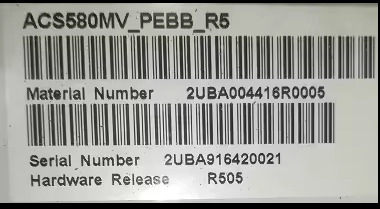 ACS580MV_PEBB_R5
Material Number 2UBA004416R0005
Serial Number 2UBA916420021
Hardware Release R505